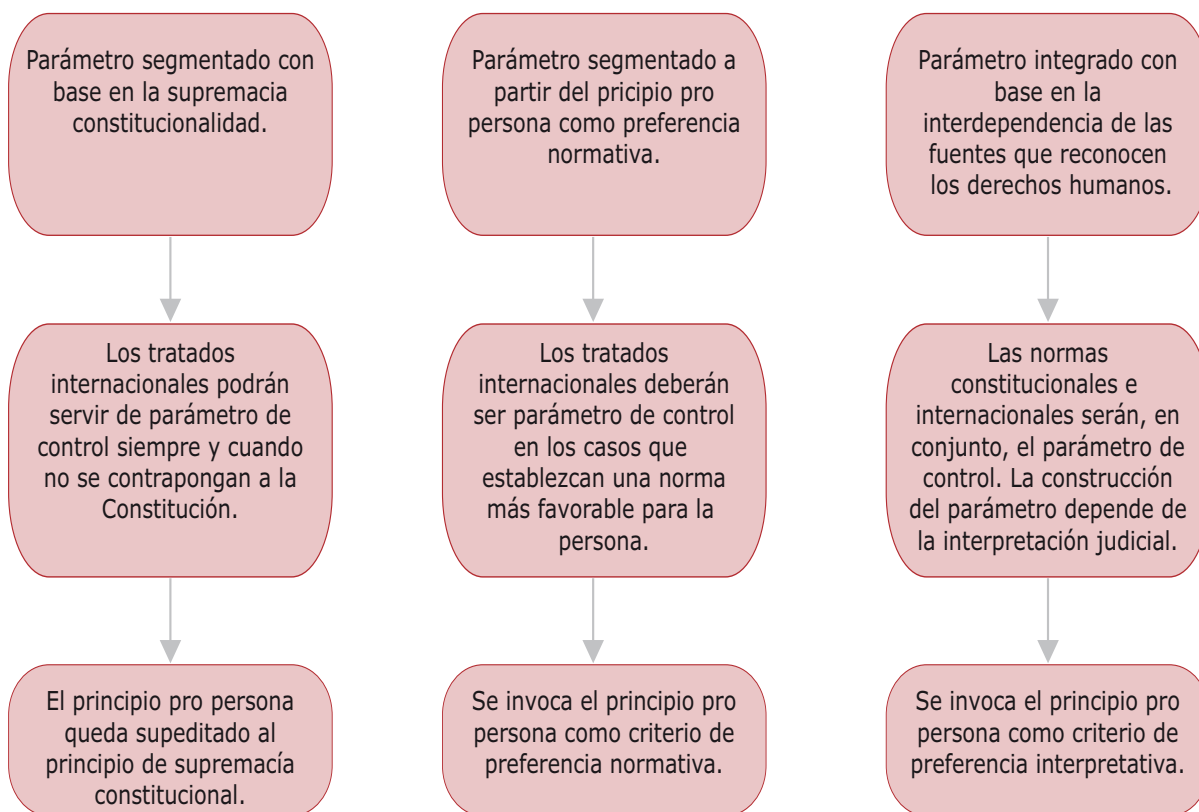 Parámetro segmentado con
base en la supremacia
constitucionalidad.
Los tratados
internacionales podrán
servir de parámetro de
control siempre y cuando
no se contrapongan a la
Constitución.
El principio pro persona
queda supeditado al
principio de supremacía
constitucional.
Parámetro segmentado a
partir del pricipio pro
persona como preferencia
normativa.
Los tratados
internacionales deberán
ser parámetro de control
en los casos que
establezcan una norma
más favorable para la
persona.
Se invoca el principio pro
persona como criterio de
preferencia normativa.
Parámetro integrado con
base en la
interdependencia de las
fuentes que reconocen
los derechos humanos.
Las normas
constitucionales e
internacionales serán, en
conjunto, el parámetro de
control. La construcción
del parámetro depende de
la interpretación judicial.
Se invoca el principio pro
persona como criterio de
preferencia interpretativa.